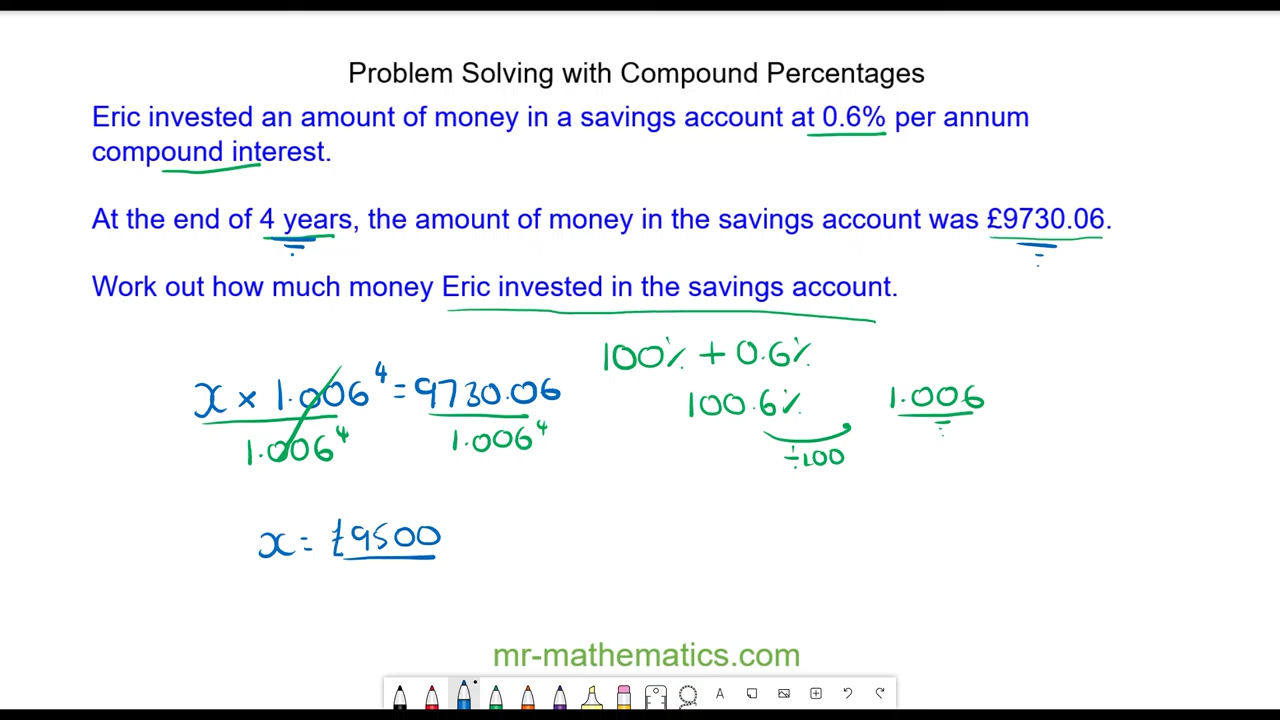 Problem Solving with Compound Percentages
Eric invested an amount of money in a savings account at 0.6% per annum
compound interest.
At the end of 4 years, the amount of money in the savings account was £9730.06.
Work out how much money Eric invested in the savings account.
100% + 0.6%
x × 1.006⁴ = 9730.06
100.6%
1.006
1.006⁴
1.006⁴
÷100
x = £9500
mr-mathematics.com
A